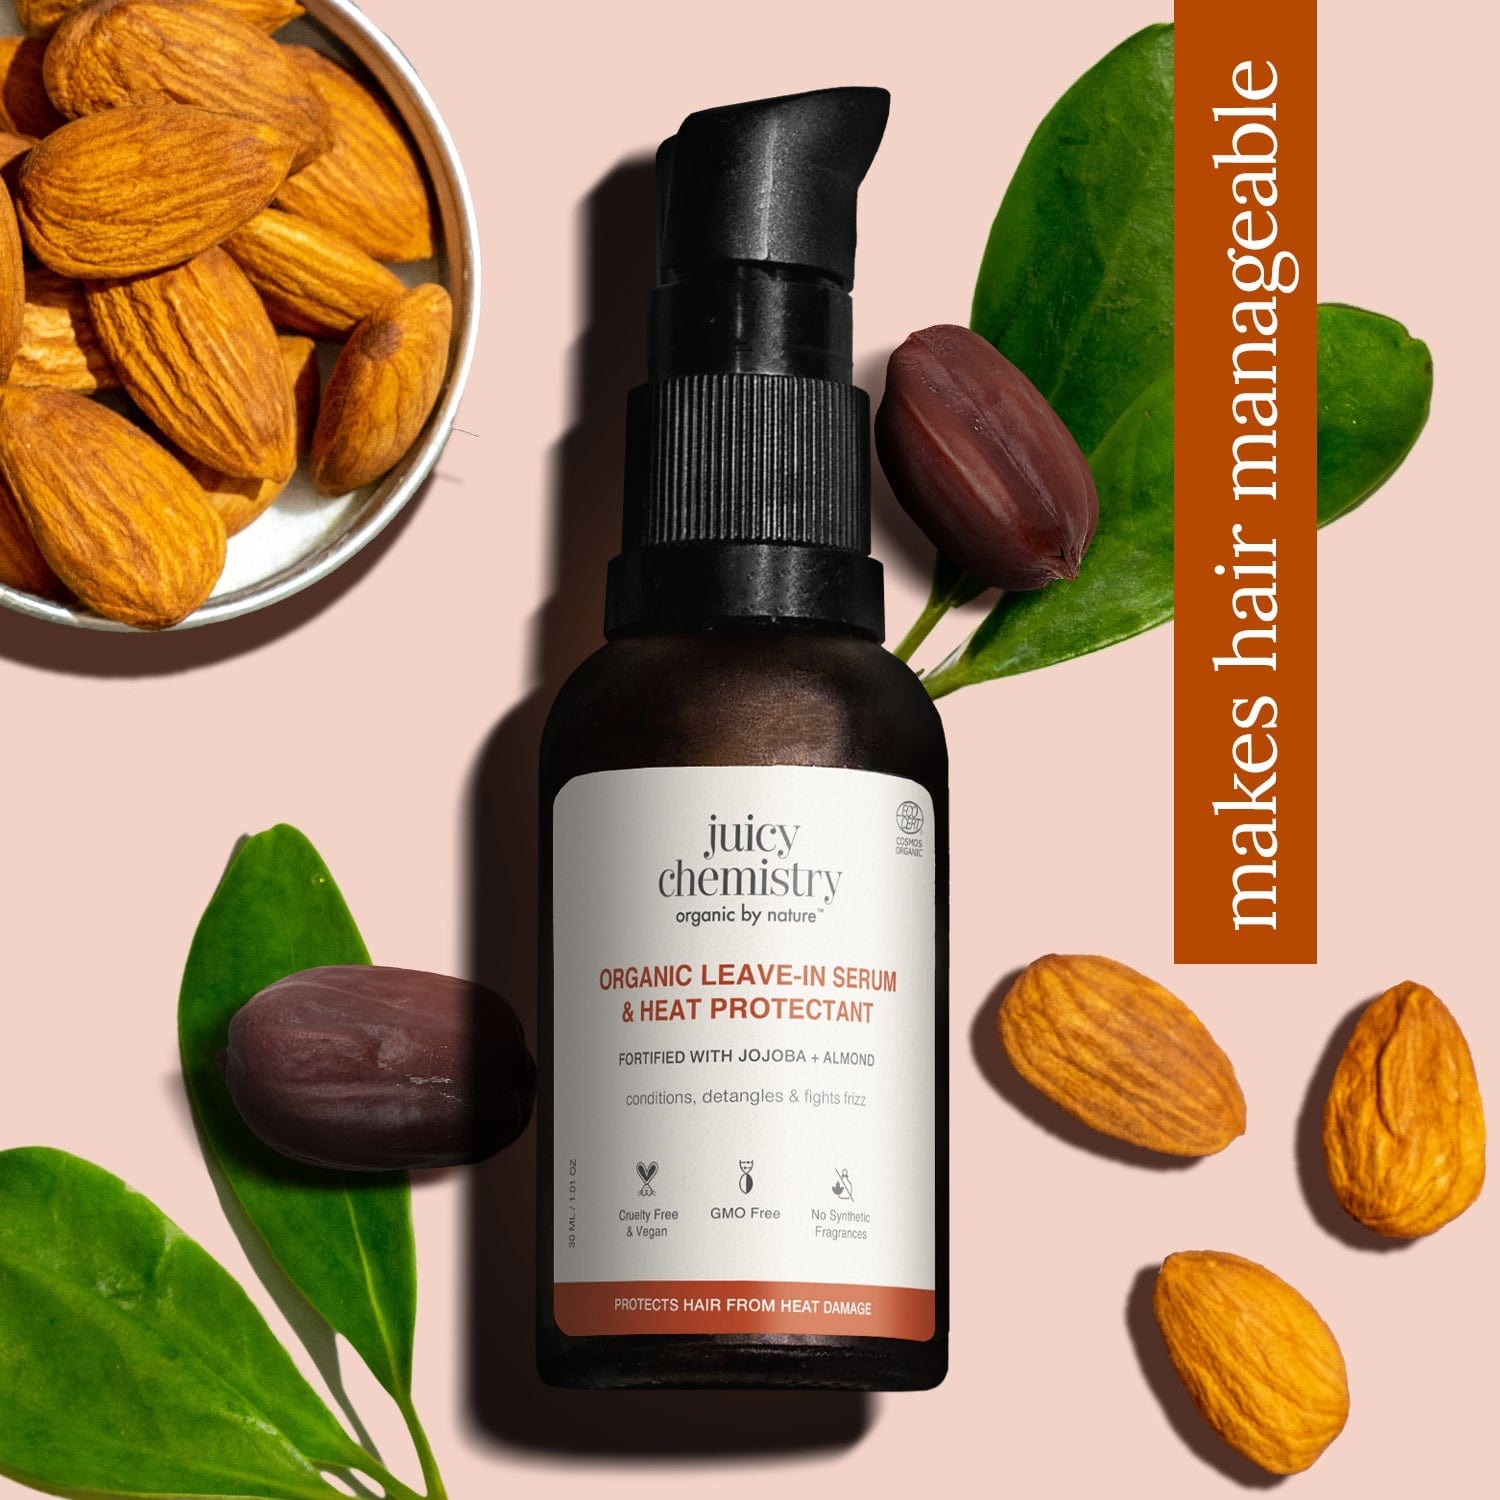 makes hair manageable
juicy
chemistry
organic by nature™
ECO
CERT
COSMOS
ORGANIC
ORGANIC LEAVE-IN SERUM
& HEAT PROTECTANT
FORTIFIED WITH JOJOBA + ALMOND
conditions, detangles & fights frizz
30 ML / 1.01 OZ
Cruelty Free
& Vegan
GMO Free
No Synthetic
Fragrances
PROTECTS HAIR FROM HEAT DAMAGE